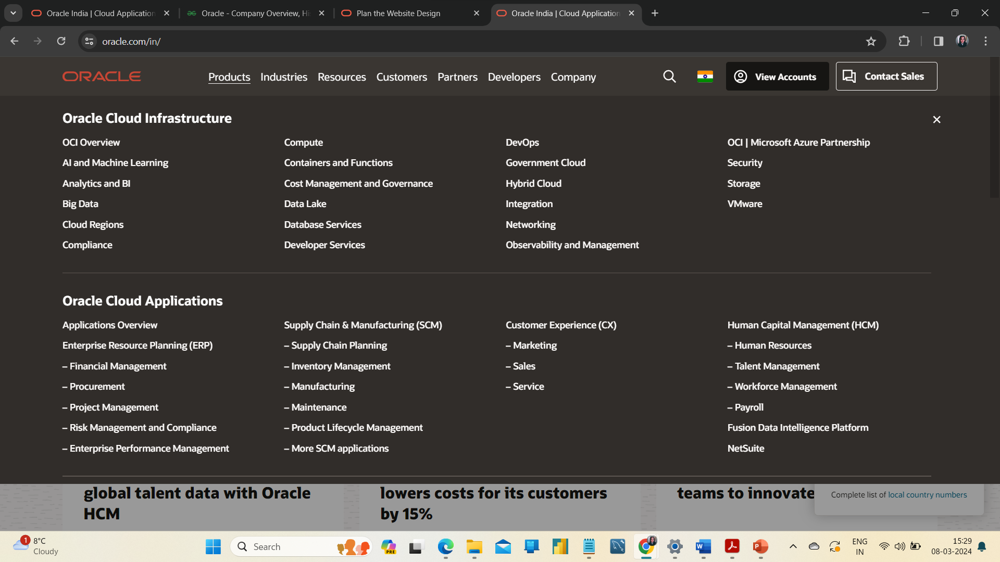 Oracle India | Cloud Application
Oracle - Company Overview, Hi
Plan the Website Design
Oracle India | Cloud Application
oracle.com/in/
ORACLE
Products Industries Resources Customers Partners Developers Company
View Accounts
Contact Sales
Oracle Cloud Infrastructure
OCI Overview
AI and Machine Learning
Analytics and BI
Big Data
Cloud Regions
Compliance
Compute
Containers and Functions
Cost Management and Governance
Data Lake
Database Services
Developer Services
DevOps
Government Cloud
Hybrid Cloud
Integration
Networking
Observability and Management
OCI | Microsoft Azure Partnership
Security
Storage
VMware
Oracle Cloud Applications
Applications Overview
Enterprise Resource Planning (ERP)
– Financial Management
– Procurement
– Project Management
– Risk Management and Compliance
– Enterprise Performance Management
Supply Chain & Manufacturing (SCM)
– Supply Chain Planning
– Inventory Management
– Manufacturing
– Maintenance
– Product Lifecycle Management
– More SCM applications
Customer Experience (CX)
– Marketing
– Sales
– Service
Human Capital Management (HCM)
– Human Resources
– Talent Management
– Workforce Management
– Payroll
Fusion Data Intelligence Platform
NetSuite
global talent data with Oracle
HCM
lowers costs for its customers
by 15%
teams to innovate
Complete list of local country numbers
1
8°C
Cloudy
Search
PRE
W
P
ENG
IN
15:29
08-03-2024